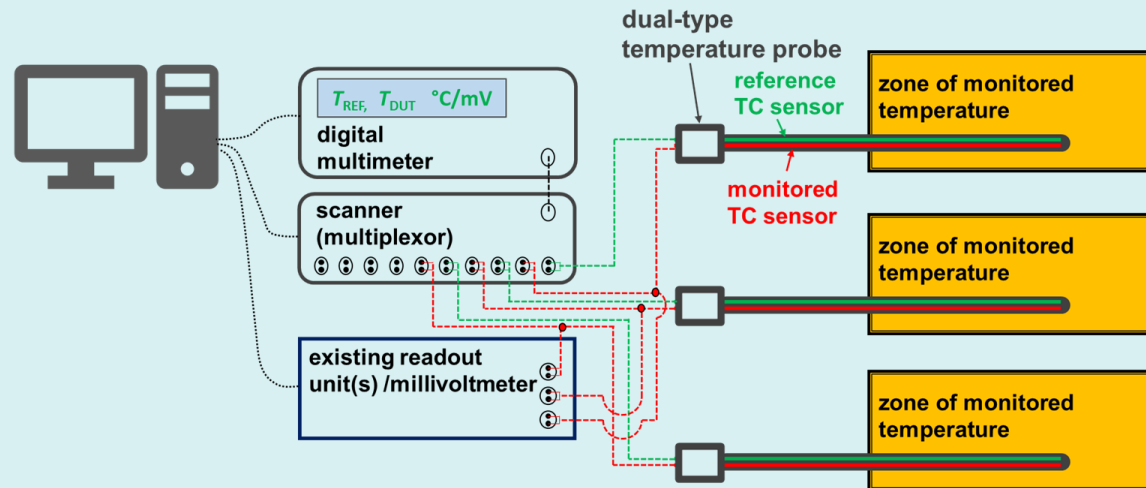 dual-type
temperature probe
T_REF, T_DUT °C/mV
digital
multimeter
reference
TC sensor
monitored
TC sensor
zone of monitored
temperature
scanner
(multiplexor)
zone of monitored
temperature
existing readout
unit(s) /millivoltmeter
zone of monitored
temperature